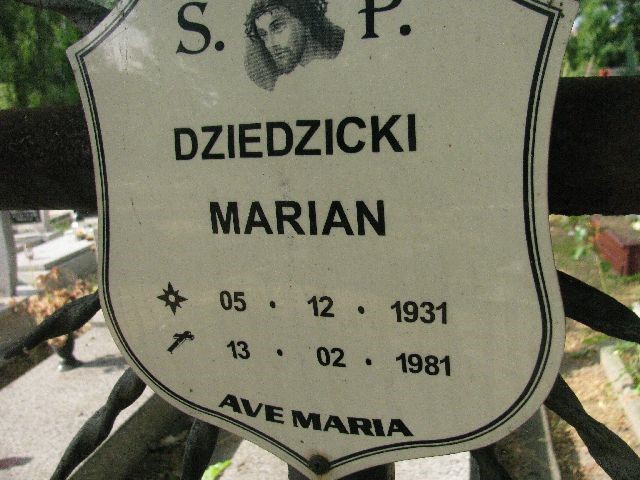 S. P.
DZIEDZICKI
MARIAN
05 · 12 · 1931
13 · 02 · 1981
AVE MARIA